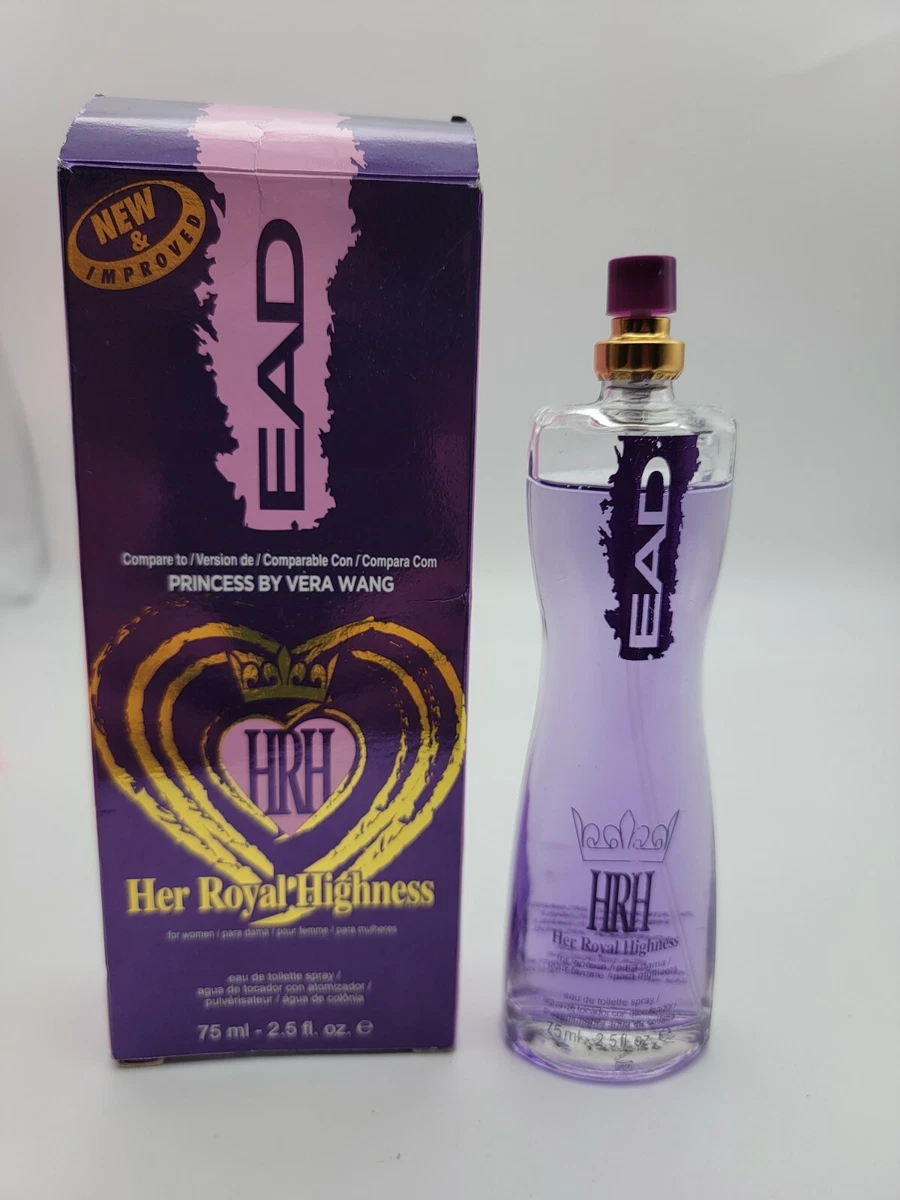 NEW
&
IMPROVED
EAD
Compare to / Version de / Comparable Con / Compara Com
PRINCESS BY VERA WANG
HRH
Her Royal Highness
for women / para dama / pour femme / para mulheres
eau de toilette spray /
agua de tocador con atomizador /
pulvérisateur / água de colônia
75 ml - 2.5 fl. oz. ℮
EAD
HRH
Her Royal Highness
eau de toilette spray /
75 ml - 2.5 fl. oz. ℮